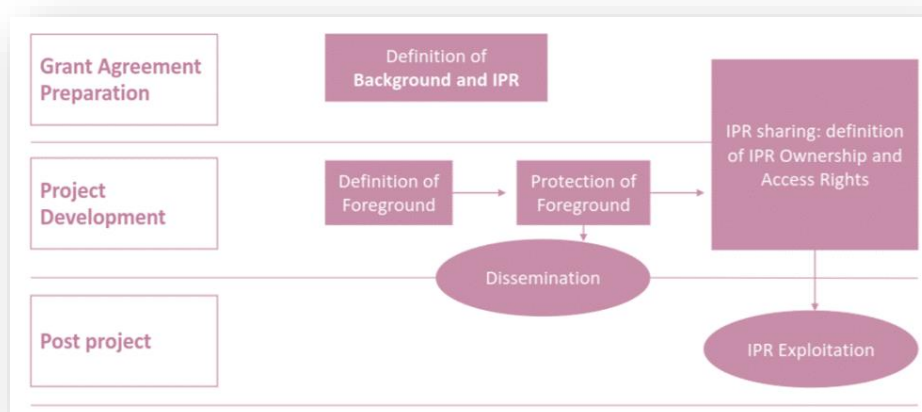 Grant Agreement
Preparation
Definition of
Background and IPR
IPR sharing: definition
of IPR Ownership and
Access Rights
Project
Development
Definition of
Foreground
Protection of
Foreground
Dissemination
Post project
IPR Exploitation